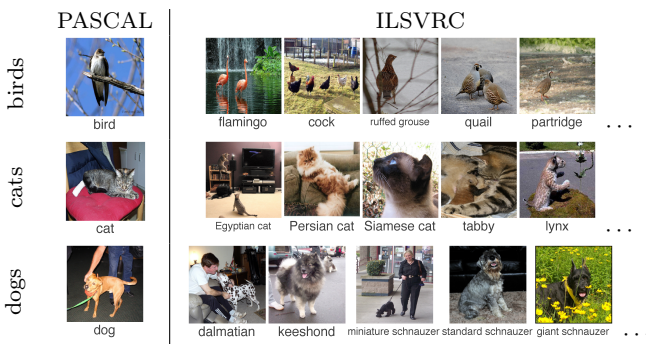 PASCAL
ILSVRC
birds
bird
flamingo
cock
ruffed grouse
quail
partridge
...
cats
cat
Egyptian cat
Persian cat
Siamese cat
tabby
lynx
...
dogs
dog
dalmatian
keeshond
miniature schnauzer
standard schnauzer
giant schnauzer
...